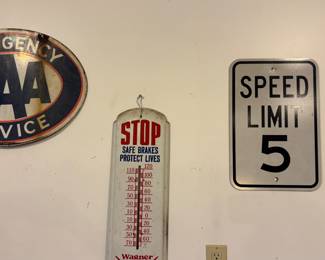 GENCY
AA
VICE
STOP
SAFE BRAKES
PROTECT LIVES
Wagner
SPEED
LIMIT
5